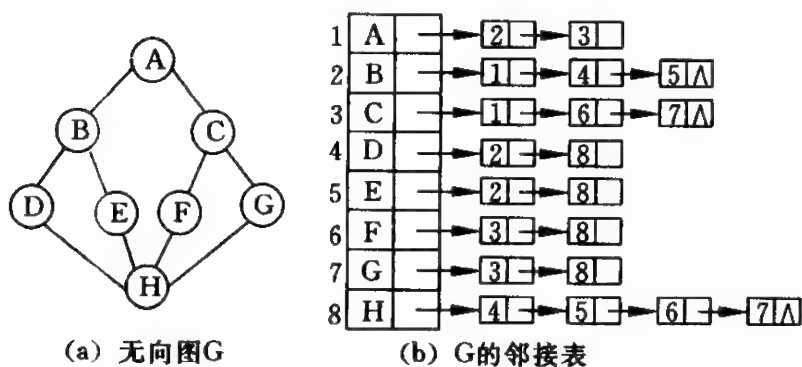 A
B
C
D
E
F
G
H
(a) 无向图G
1 A 2 3
2 B 1 4 5 ∧
3 C 1 6 7 ∧
4 D 2 8
5 E 2 8
6 F 3 8
7 G 3 8
8 H 4 5 6 7 ∧
(b) G的邻接表